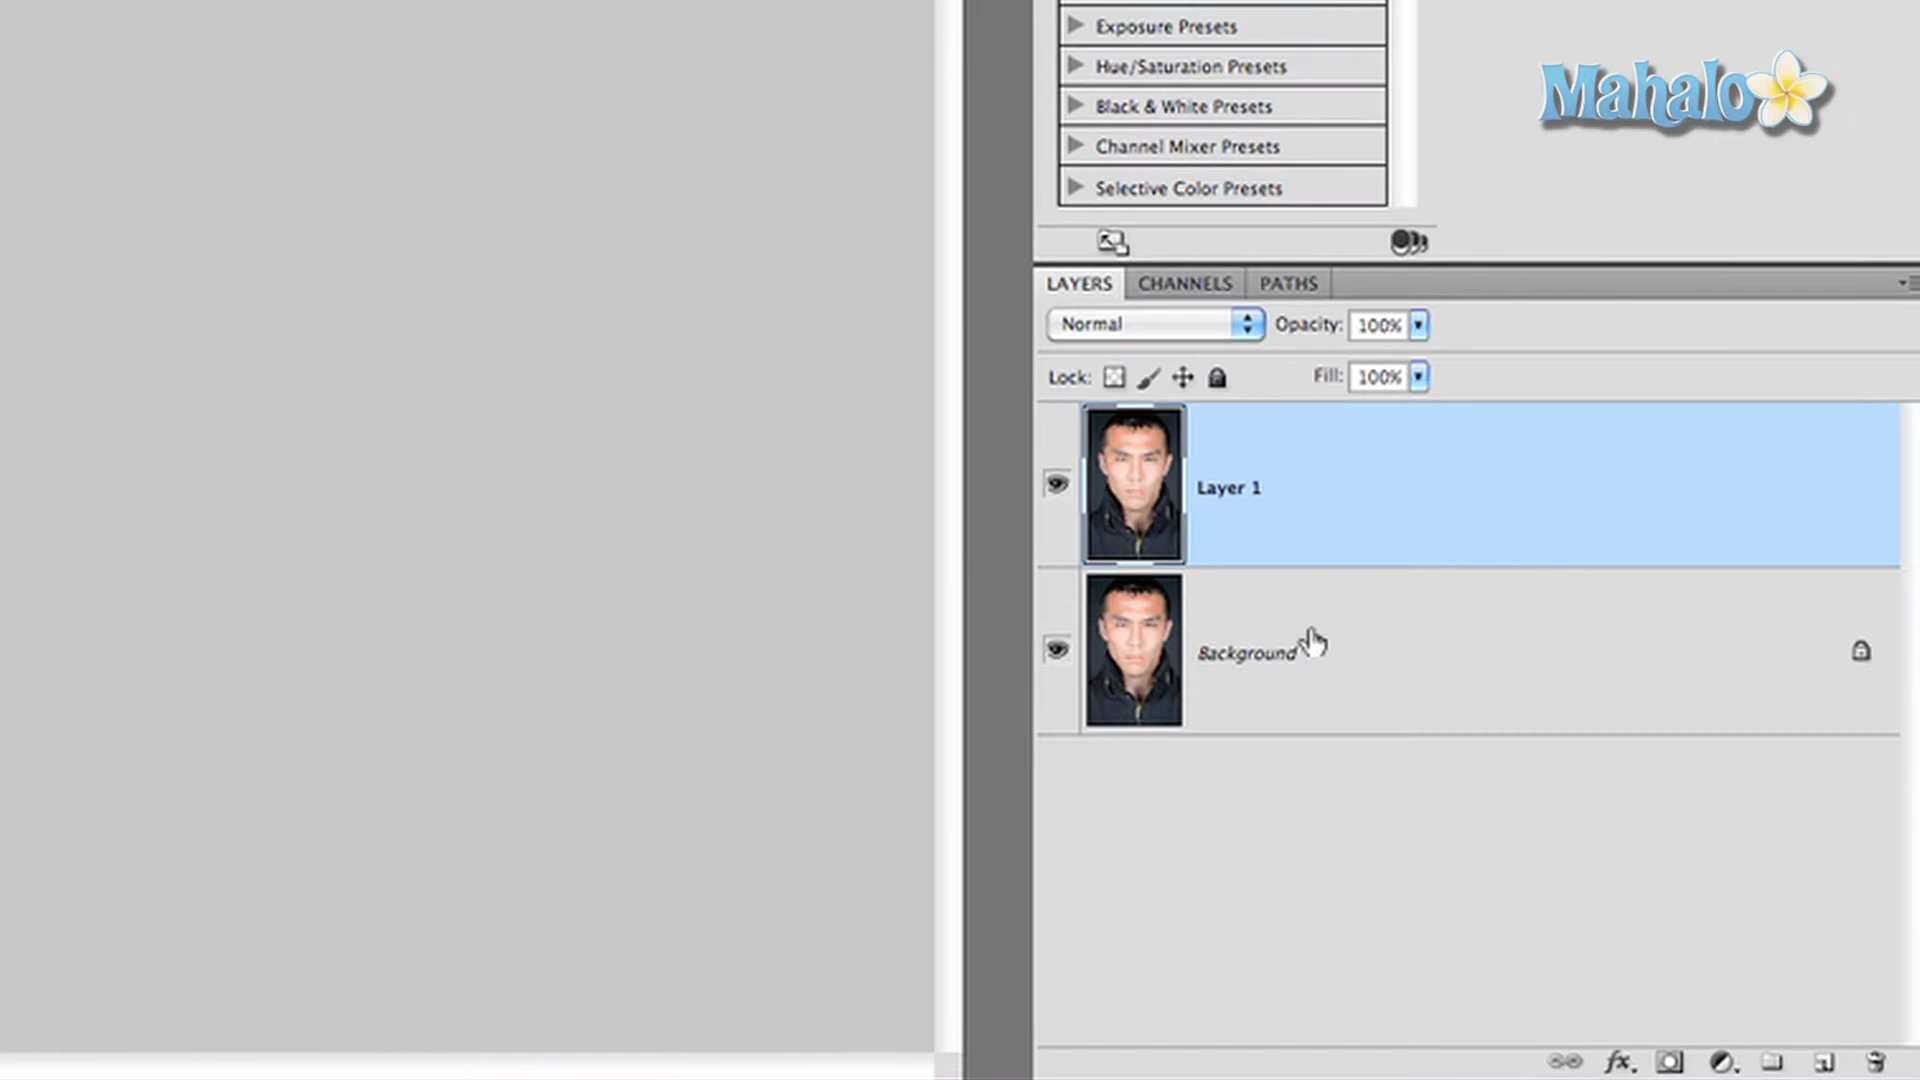 Exposure Presets
Hue/Saturation Presets
Black & White Presets
Channel Mixer Presets
Selective Color Presets
Mahalo
LAYERS CHANNELS PATHS
Normal Opacity: 100%
Lock: Fill: 100%
Layer 1
Background
fx